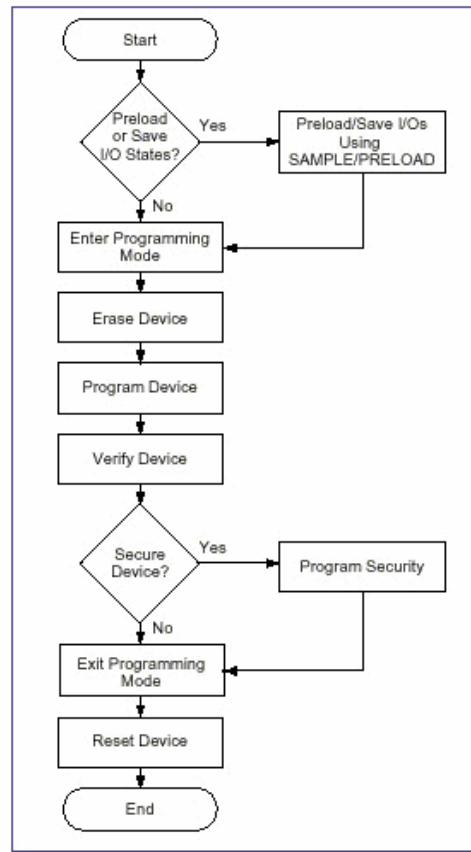 Start
Preload
or Save
I/O States?
Yes
Preload/Save I/Os
Using
SAMPLE/PRELOAD
No
Enter Programming
Mode
Erase Device
Program Device
Verify Device
Secure
Device?
Yes
Program Security
No
Exit Programming
Mode
Reset Device
End